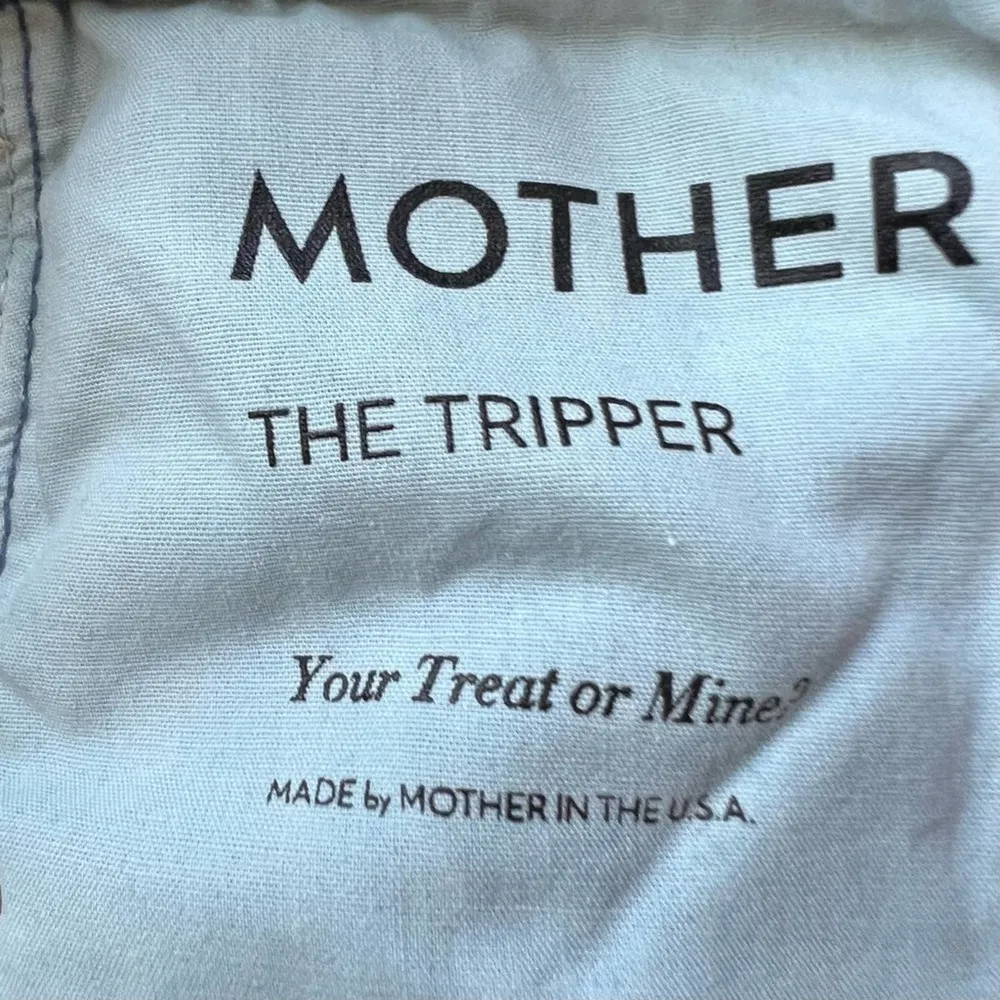 MOTHER
THE TRIPPER
Your Treat or Mine?
MADE by MOTHER IN THE U.S.A.